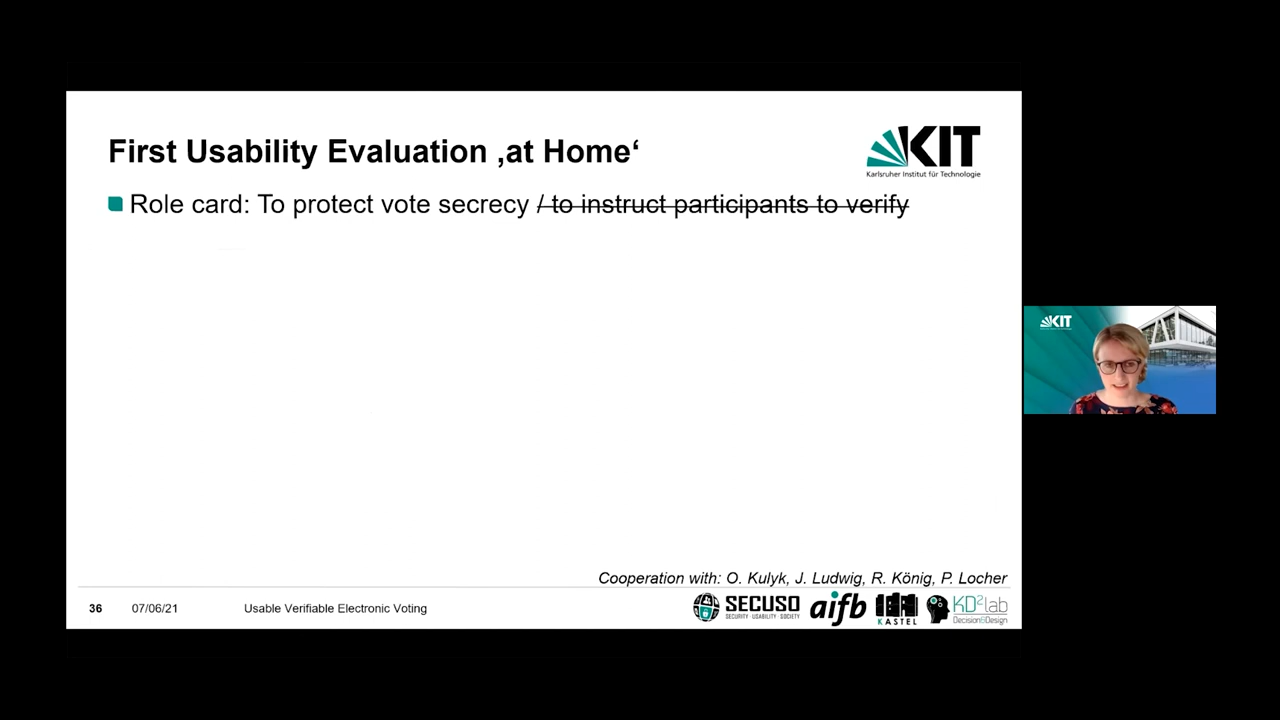 First Usability Evaluation ‚at Home‘
KIT
Karlsruher Institut für Technologie
Role card: To protect vote secrecy / to instruct participants to verify
Cooperation with: O. Kulyk, J. Ludwig, R. König, P. Locher
36 07/06/21 Usable Verifiable Electronic Voting
SECUSO
SECURITY · USABILITY · SOCIETY
aifb
KASTEL
KD²lab
Decision&Design
KIT